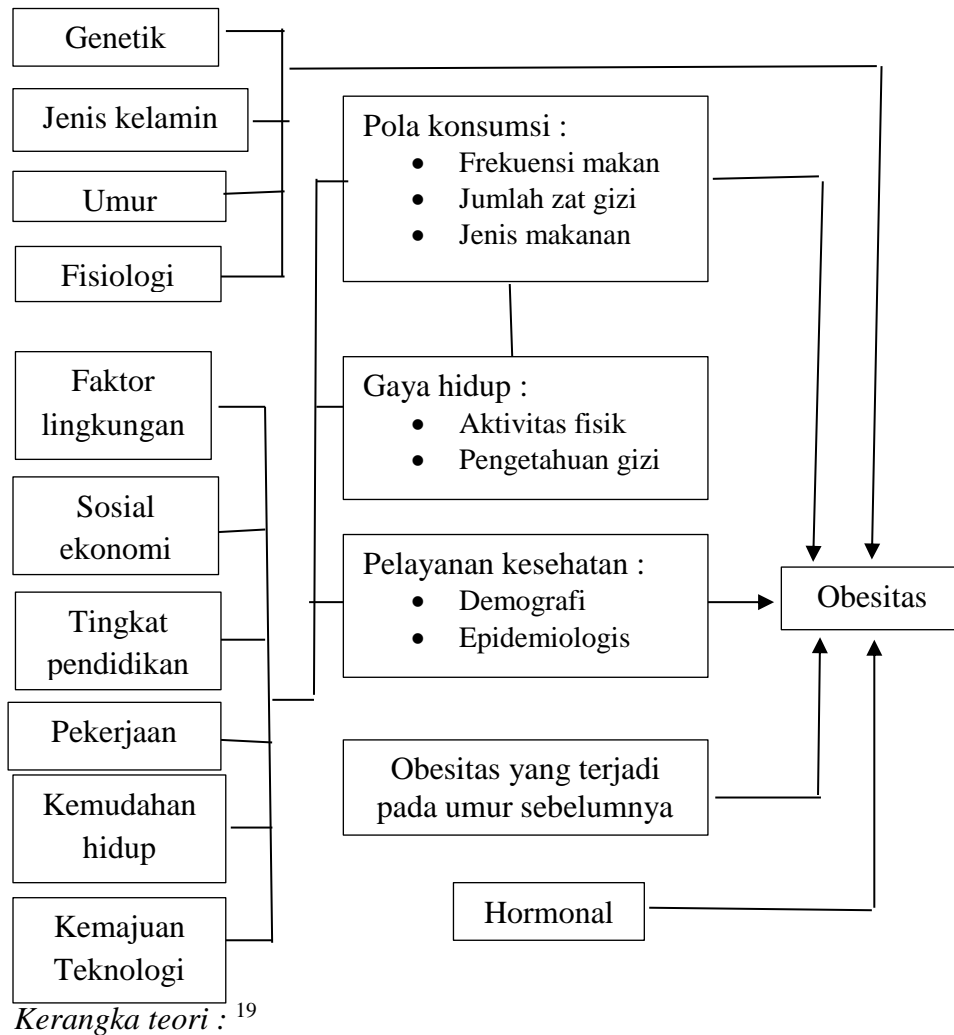 Genetik
Jenis kelamin
Umur
Fisiologi
Faktor
lingkungan
Sosial
ekonomi
Tingkat
pendidikan
Pekerjaan
Kemudahan
hidup
Kemajuan
Teknologi
Pola konsumsi :
• Frekuensi makan
• Jumlah zat gizi
• Jenis makanan
Gaya hidup :
• Aktivitas fisik
• Pengetahuan gizi
Pelayanan kesehatan :
• Demografi
• Epidemiologis
Obesitas yang terjadi
pada umur sebelumnya
Hormonal
Obesitas
Kerangka teori : 19